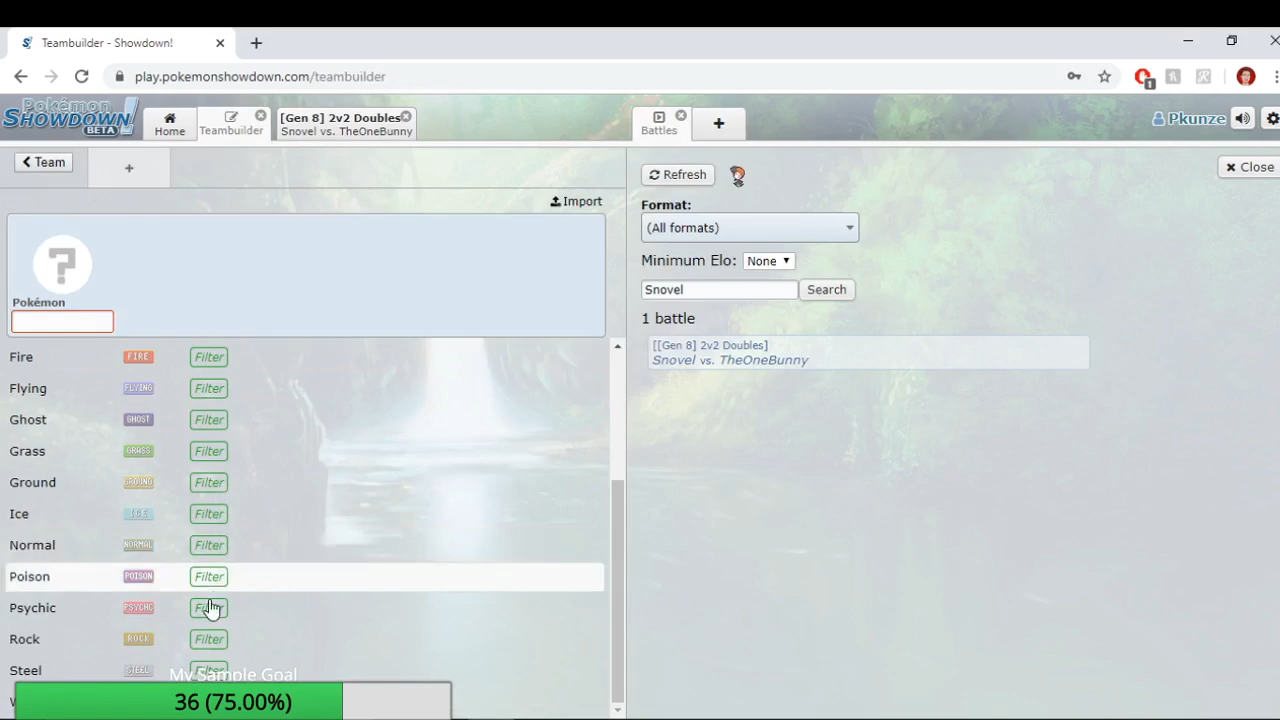 Teambuilder - Showdown!
play.pokemonshowdown.com/teambuilder
1
Pokémon
SHOWDOWN!
BETA
Home
Teambuilder
[Gen 8] 2v2 Doubles
Snovel vs. TheOneBunny
Battles
Pkunze
Team
Import
Pokémon
Fire FIRE Filter
Flying FLYING Filter
Ghost GHOST Filter
Grass GRASS Filter
Ground GROUND Filter
Ice ICE Filter
Normal NORMAL Filter
Poison POISON Filter
Psychic PSYCHC Filter
Rock ROCK Filter
Steel STEEL Filter
My Sample Goal
36 (75.00%)
Refresh
Close
Format:
(All formats)
Minimum Elo: None
Snovel Search
1 battle
[[Gen 8] 2v2 Doubles]
Snovel vs. TheOneBunny